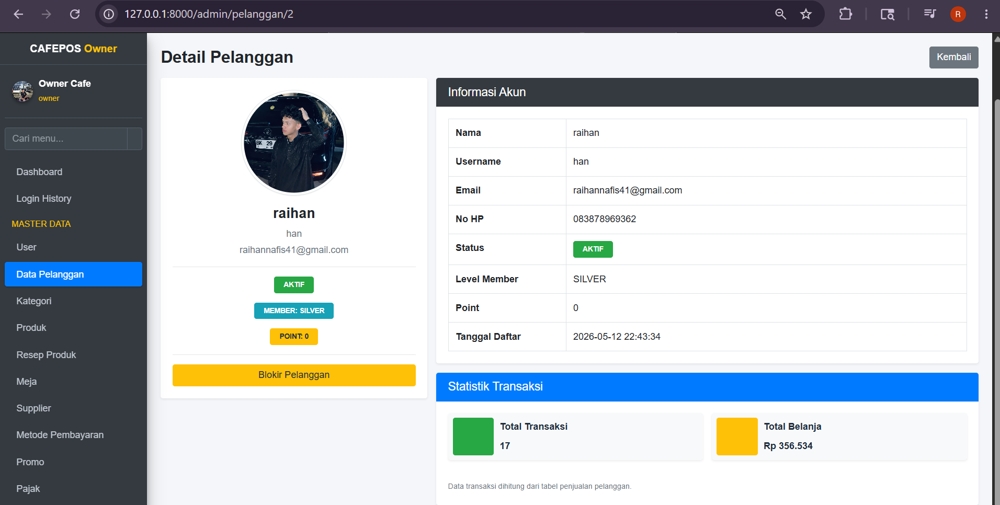 127.0.0.1:8000/admin/pelanggan/2
R
CAFEPOS Owner
Owner Cafe
owner
Cari menu...
Dashboard
Login History
MASTER DATA
User
Data Pelanggan
Kategori
Produk
Resep Produk
Meja
Supplier
Metode Pembayaran
Promo
Pajak
Detail Pelanggan
Kembali
BK 29
raihan
han
raihannafis41@gmail.com
AKTIF
MEMBER: SILVER
POINT: 0
Blokir Pelanggan
Informasi Akun
Nama raihan
Username han
Email raihannafis41@gmail.com
No HP 083878969362
Status AKTIF
Level Member SILVER
Point 0
Tanggal Daftar 2026-05-12 22:43:34
Statistik Transaksi
Total Transaksi
17
Total Belanja
Rp 356.534
Data transaksi dihitung dari tabel penjualan pelanggan.